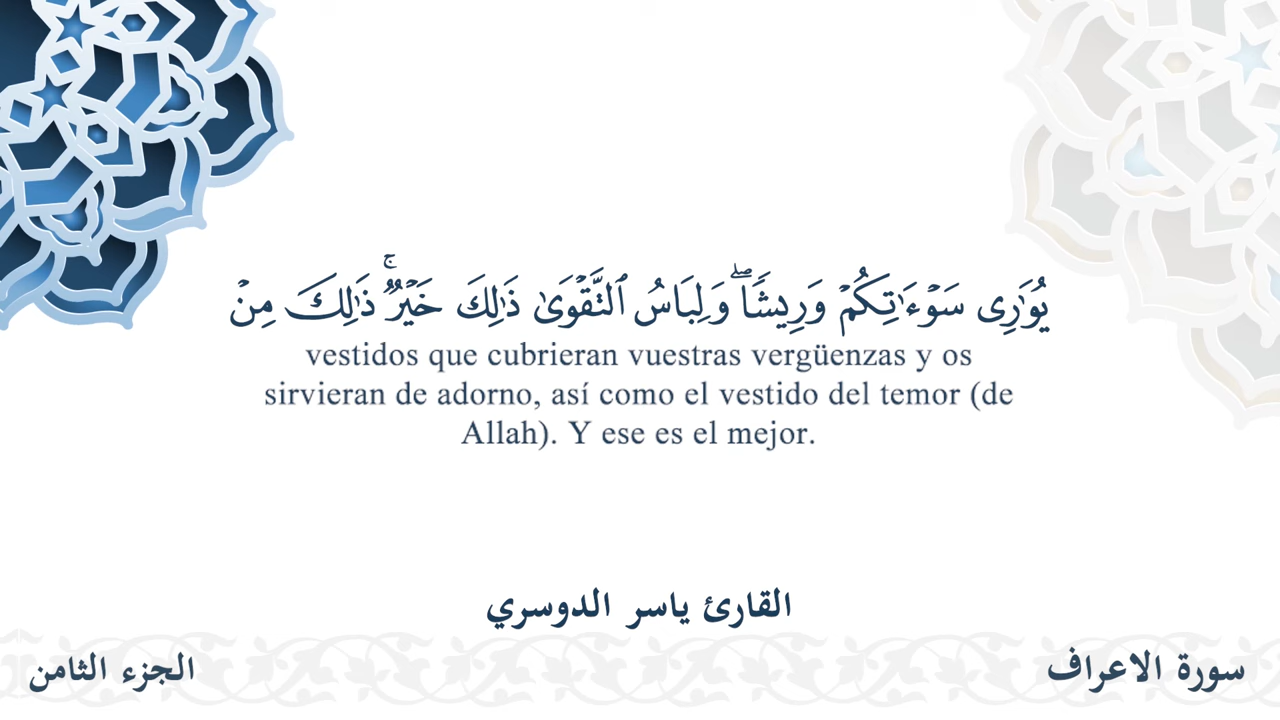 يُوَٰرِى سَوْءَٰتِكُمْ وَرِيشًا ۖ وَلِبَاسُ ٱلتَّقْوَىٰ ذَٰلِكَ خَيْرٌ ۚ ذَٰلِكَ مِنْ
vestidos que cubrieran vuestras vergüenzas y os
sirvieran de adorno, así como el vestido del temor (de
Allah). Y ese es el mejor.
القارئ ياسر الدوسري
سورة الاعراف
الجزء الثامن